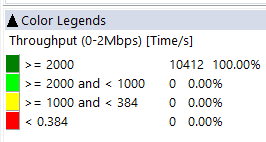 Color Legends
Throughput (0-2Mbps) [Time/s]
>= 2000 10412 100.00%
>= 2000 and < 1000 0 0.00%
>= 1000 and < 384 0 0.00%
< 0.384 0 0.00%